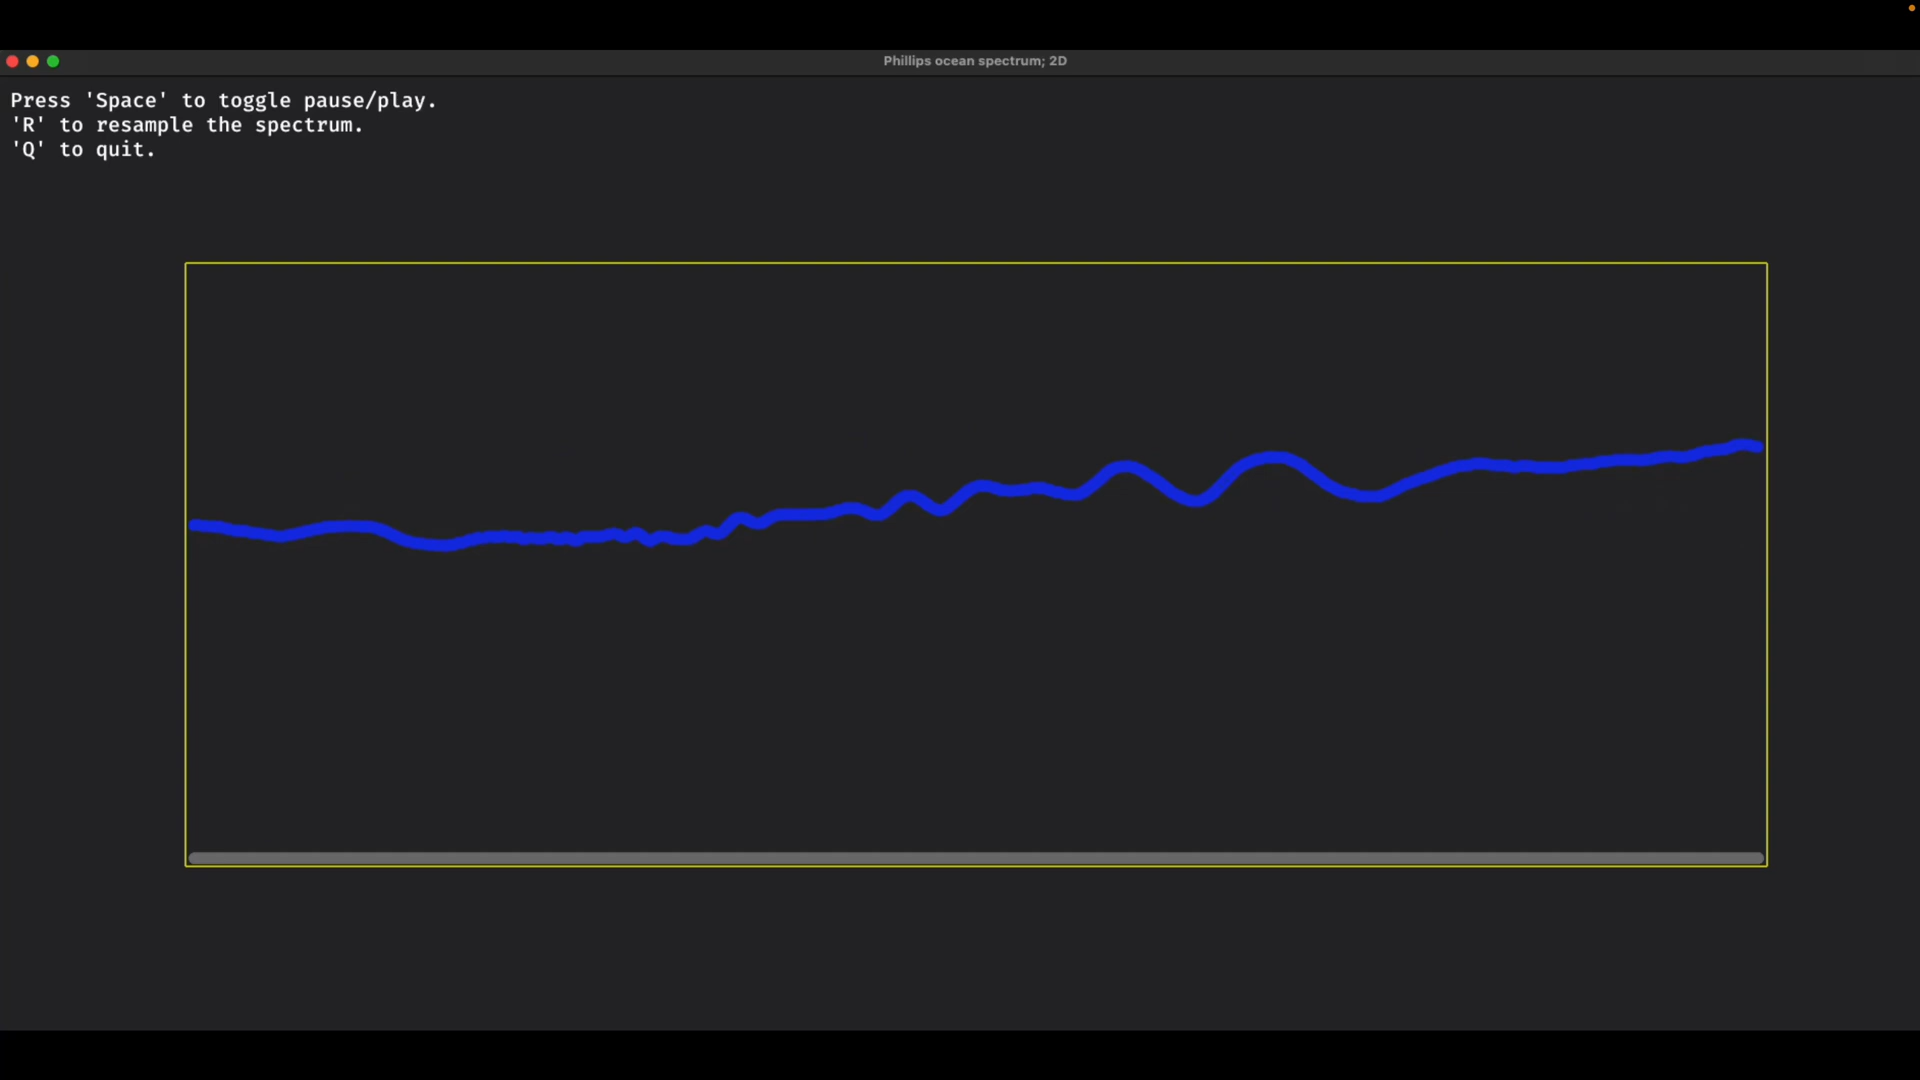 Phillips ocean spectrum; 2D
Press 'Space' to toggle pause/play.
'R' to resample the spectrum.
'Q' to quit.